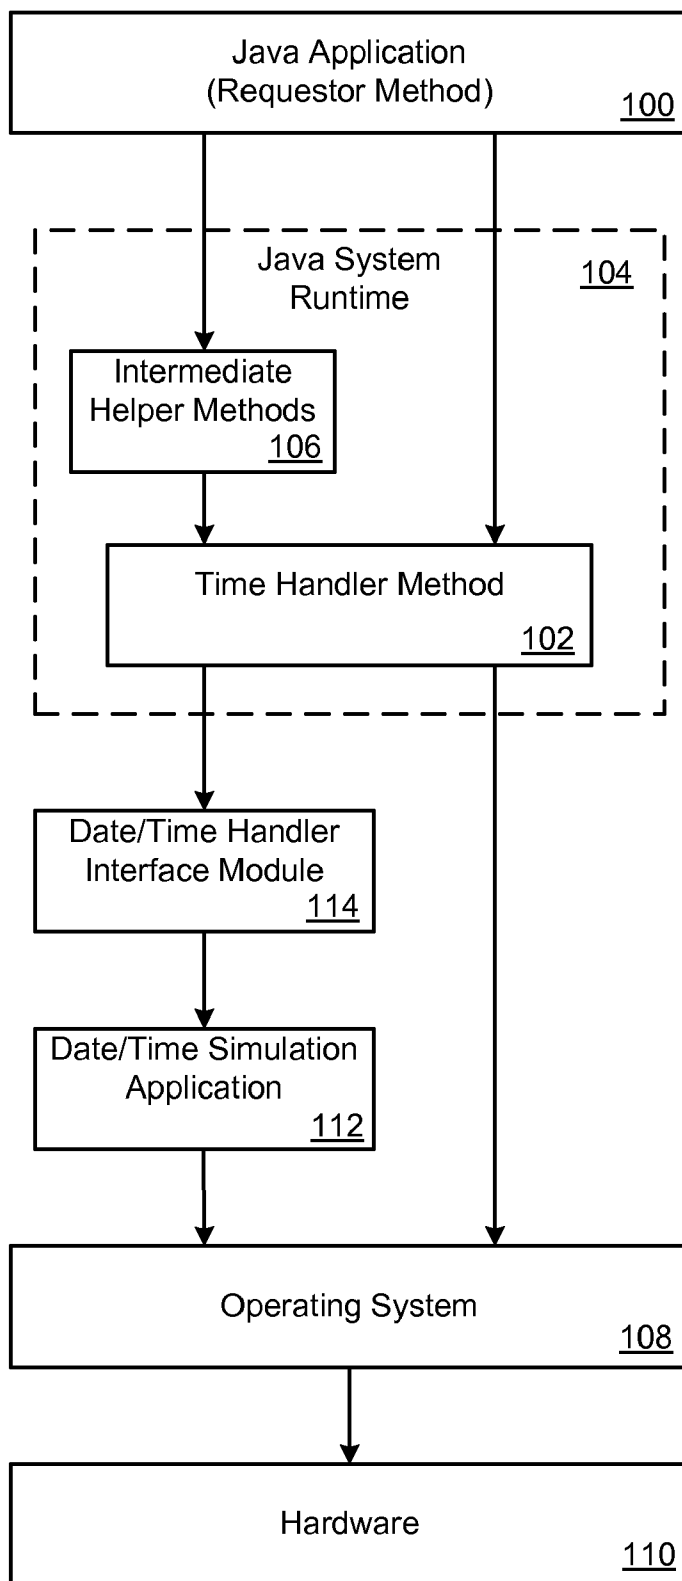 Java Application
(Requestor Method)
100
Java System
Runtime
104
Intermediate
Helper Methods
106
Time Handler Method
102
Date/Time Handler
Interface Module
114
Date/Time Simulation
Application
112
Operating System
108
Hardware
110